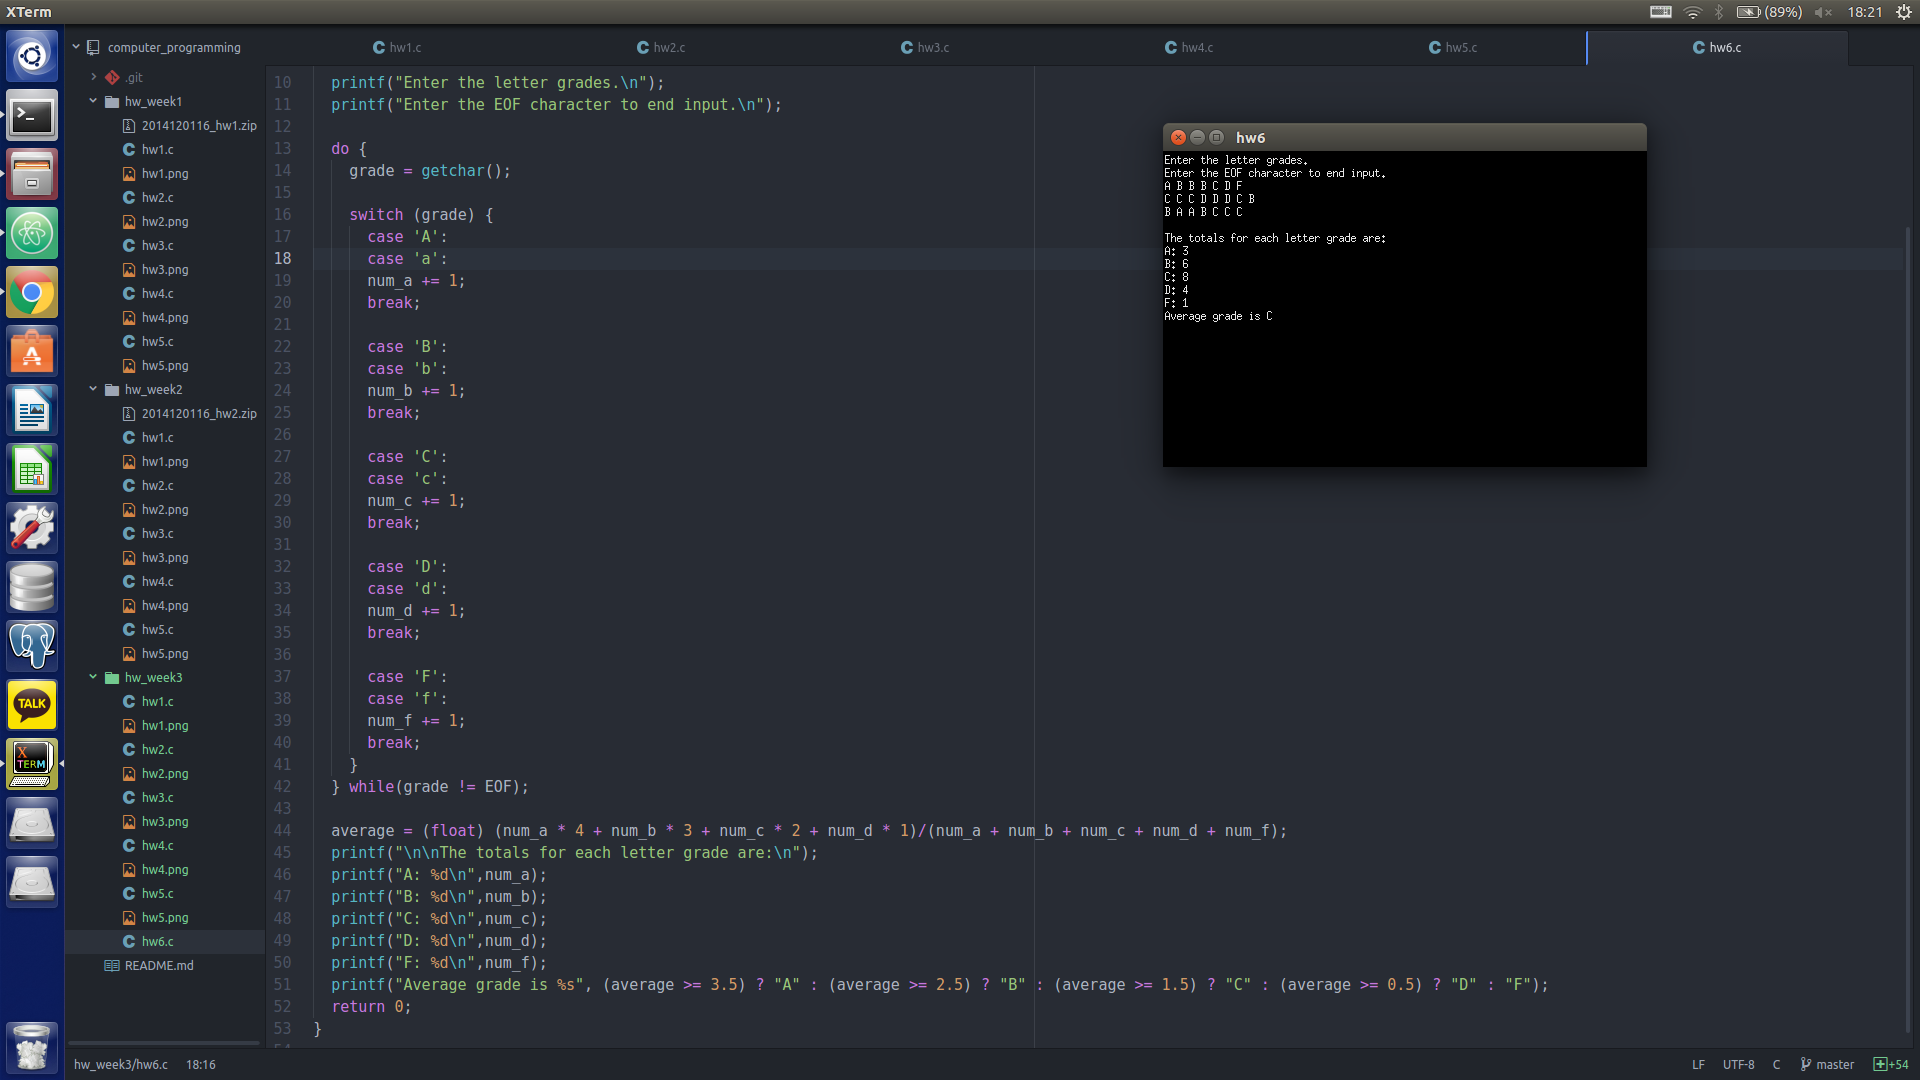 XTerm
(89%)
18:21
computer_programming
.git
hw_week1
2014120116_hw1.zip
hw1.c
hw1.png
hw2.c
hw2.png
hw3.c
hw3.png
hw4.c
hw4.png
hw5.c
hw5.png
hw_week2
2014120116_hw2.zip
hw1.c
hw1.png
hw2.c
hw2.png
hw3.c
hw3.png
hw4.c
hw4.png
hw5.c
hw5.png
hw_week3
hw1.c
hw1.png
hw2.c
hw2.png
hw3.c
hw3.png
hw4.c
hw4.png
hw5.c
hw5.png
hw6.c
README.md
TALK
X
TERM
hw1.c
hw2.c
hw3.c
hw4.c
hw5.c
hw6.c
10 printf("Enter the letter grades.\n");
11 printf("Enter the EOF character to end input.\n");
12
13 do {
14 grade = getchar();
15
16 switch (grade) {
17 case 'A':
18 case 'a':
19 num_a += 1;
20 break;
21
22 case 'B':
23 case 'b':
24 num_b += 1;
25 break;
26
27 case 'C':
28 case 'c':
29 num_c += 1;
30 break;
31
32 case 'D':
33 case 'd':
34 num_d += 1;
35 break;
36
37 case 'F':
38 case 'f':
39 num_f += 1;
40 break;
41 }
42 } while(grade != EOF);
43
44 average = (float) (num_a * 4 + num_b * 3 + num_c * 2 + num_d * 1)/(num_a + num_b + num_c + num_d + num_f);
45 printf("\n\nThe totals for each letter grade are:\n");
46 printf("A: %d\n",num_a);
47 printf("B: %d\n",num_b);
48 printf("C: %d\n",num_c);
49 printf("D: %d\n",num_d);
50 printf("F: %d\n",num_f);
51 printf("Average grade is %s", (average >= 3.5) ? "A" : (average >= 2.5) ? "B" : (average >= 1.5) ? "C" : (average >= 0.5) ? "D" : "F");
52 return 0;
53 }
hw6
Enter the letter grades.
Enter the EOF character to end input.
A B B B C D F
C C C D D D C B
B A A B C C C
The totals for each letter grade are:
A: 3
B: 6
C: 8
D: 4
F: 1
Average grade is C
hw_week3/hw6.c 18:16
LF UTF-8 C master +54